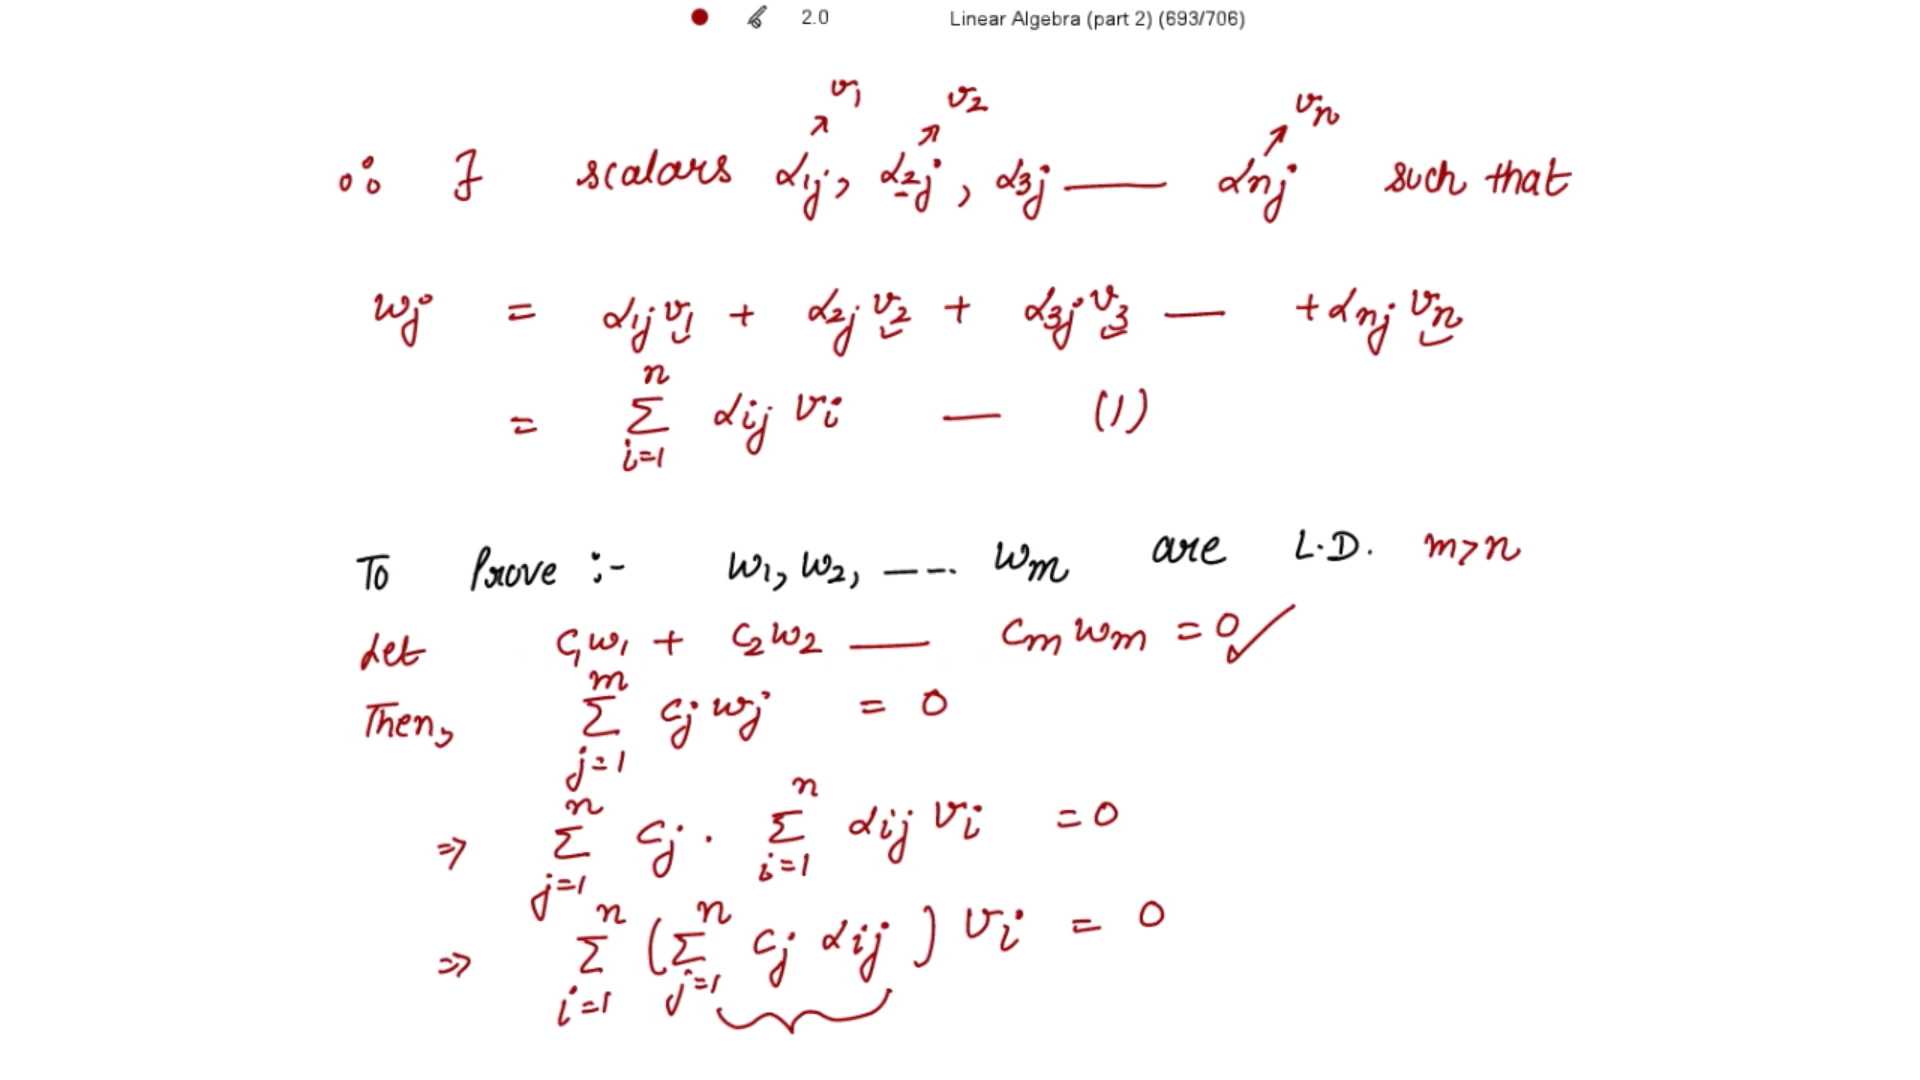 2.0 Linear Algebra (part 2) (693/706)
v1 v2 vn
∴ ∃ scalars α1j, α2j, α3j —— αnj such that
wj = α1j v1 + α2j v2 + α3j v3 — + αnj vn
= Σ_{i=1}^{n} αij vi — (1)
To Prove :- w1, w2, ---- wm are L.D. m>n
Let c1w1 + c2w2 —— cm wm = 0 ✓
Then, Σ_{j=1}^{m} cj wj = 0
⇒ Σ_{j=1}^{n} cj . Σ_{i=1}^{n} αij vi = 0
⇒ Σ_{i=1}^{n} (Σ_{j=1}^{n} cj αij) vi = 0